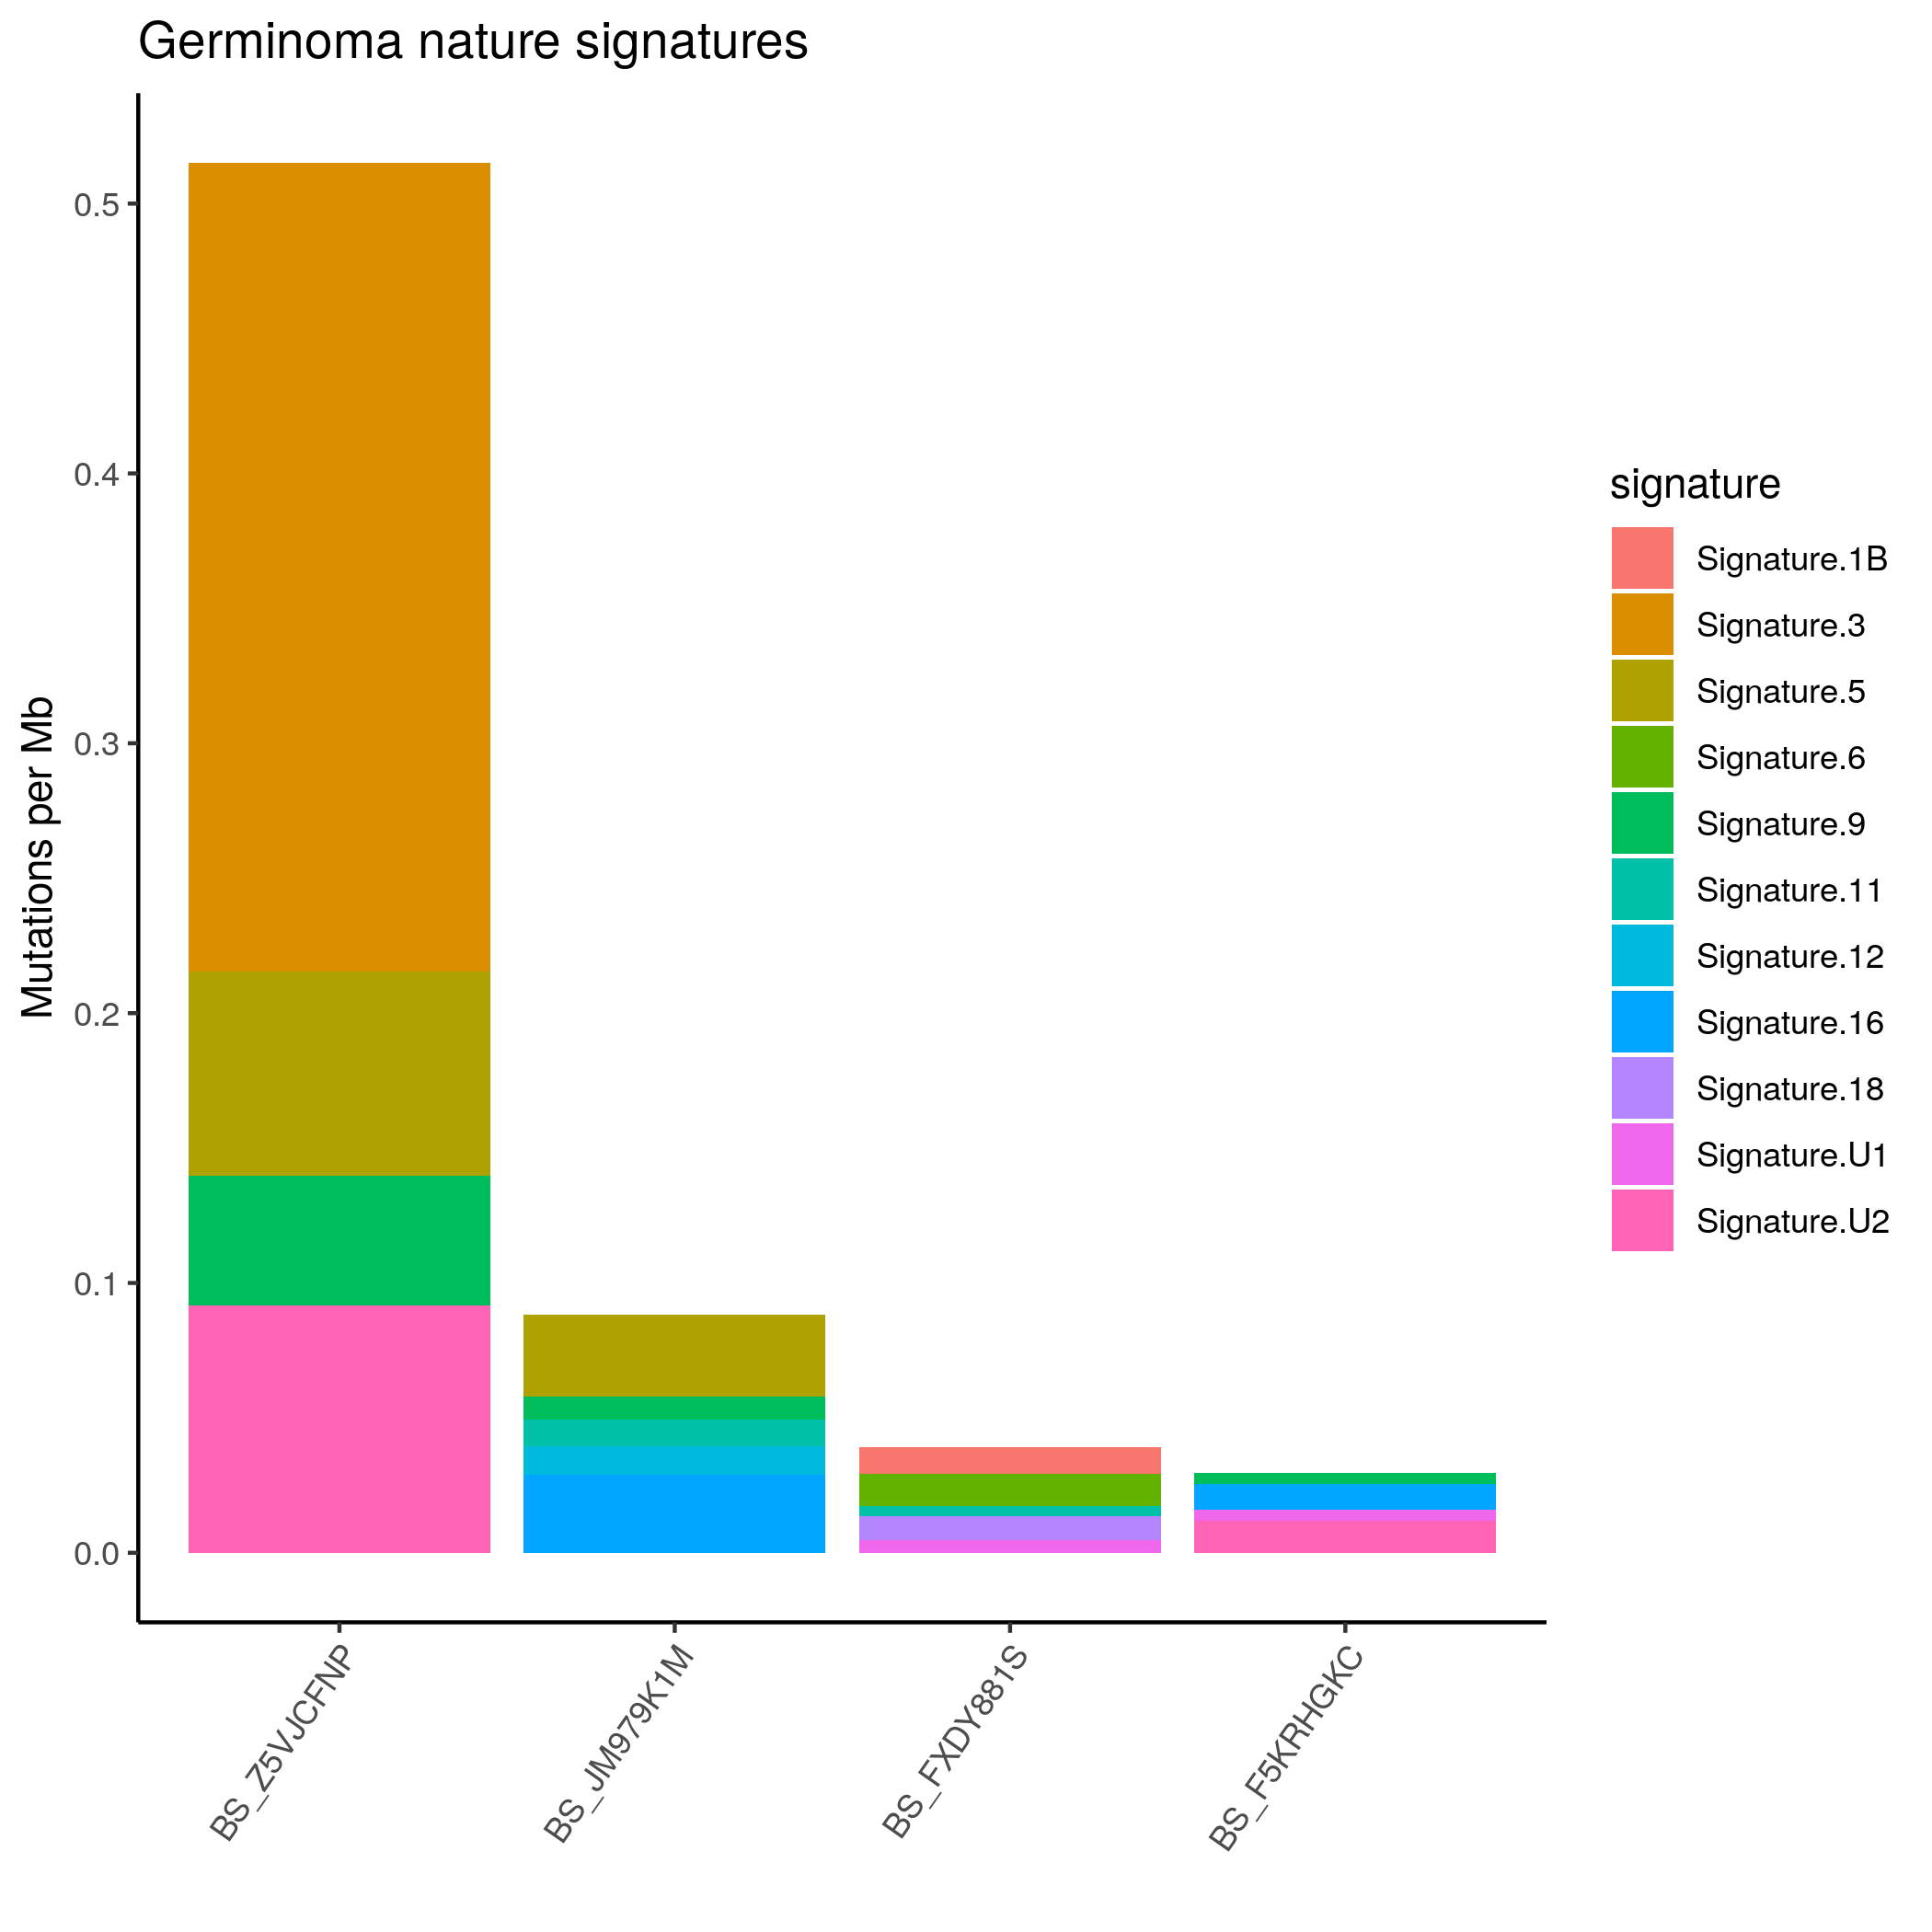 Germinoma nature signatures
Mutations per Mb
0.5
0.4
0.3
0.2
0.1
0.0
BS_Z5VJCFNP
BS_JM979K1M
BS_FXDY881S
BS_F5KRHGKC
signature
Signature.1B
Signature.3
Signature.5
Signature.6
Signature.9
Signature.11
Signature.12
Signature.16
Signature.18
Signature.U1
Signature.U2